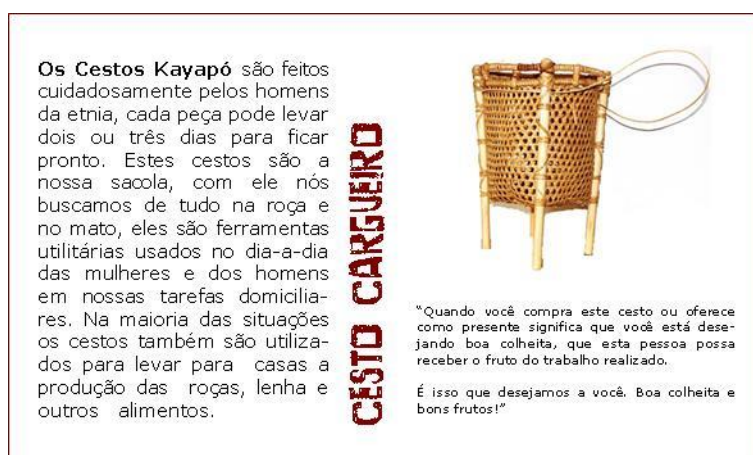 Os Cestos Kayapó são feitos
cuidadosamente pelos homens
da etnia, cada peça pode levar
dois ou três dias para ficar
pronto. Estes cestos são a
nossa sacola, com ele nós
buscamos de tudo na roça e
no mato, eles são ferramentas
utilitárias usados no dia-a-dia
das mulheres e dos homens
em nossas tarefas domicilia-
res. Na maioria das situações
os cestos também são utiliza-
dos para levar para casas a
produção das roças, lenha e
outros alimentos.
CESTO CARGUEIRO
"Quando você compra este cesto ou oferece
como presente significa que você está dese-
jando boa colheita, que esta pessoa possa
receber o fruto do trabalho realizado.
É isso que desejamos a você. Boa colheita e
bons frutos!"